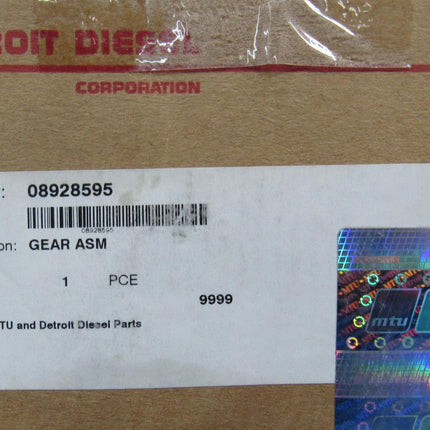 ROIT DIESEL
CORPORATION
: 08928595
08928595
on: GEAR ASM
1 PCE
9999
TU and Detroit Diesel Parts
mtu